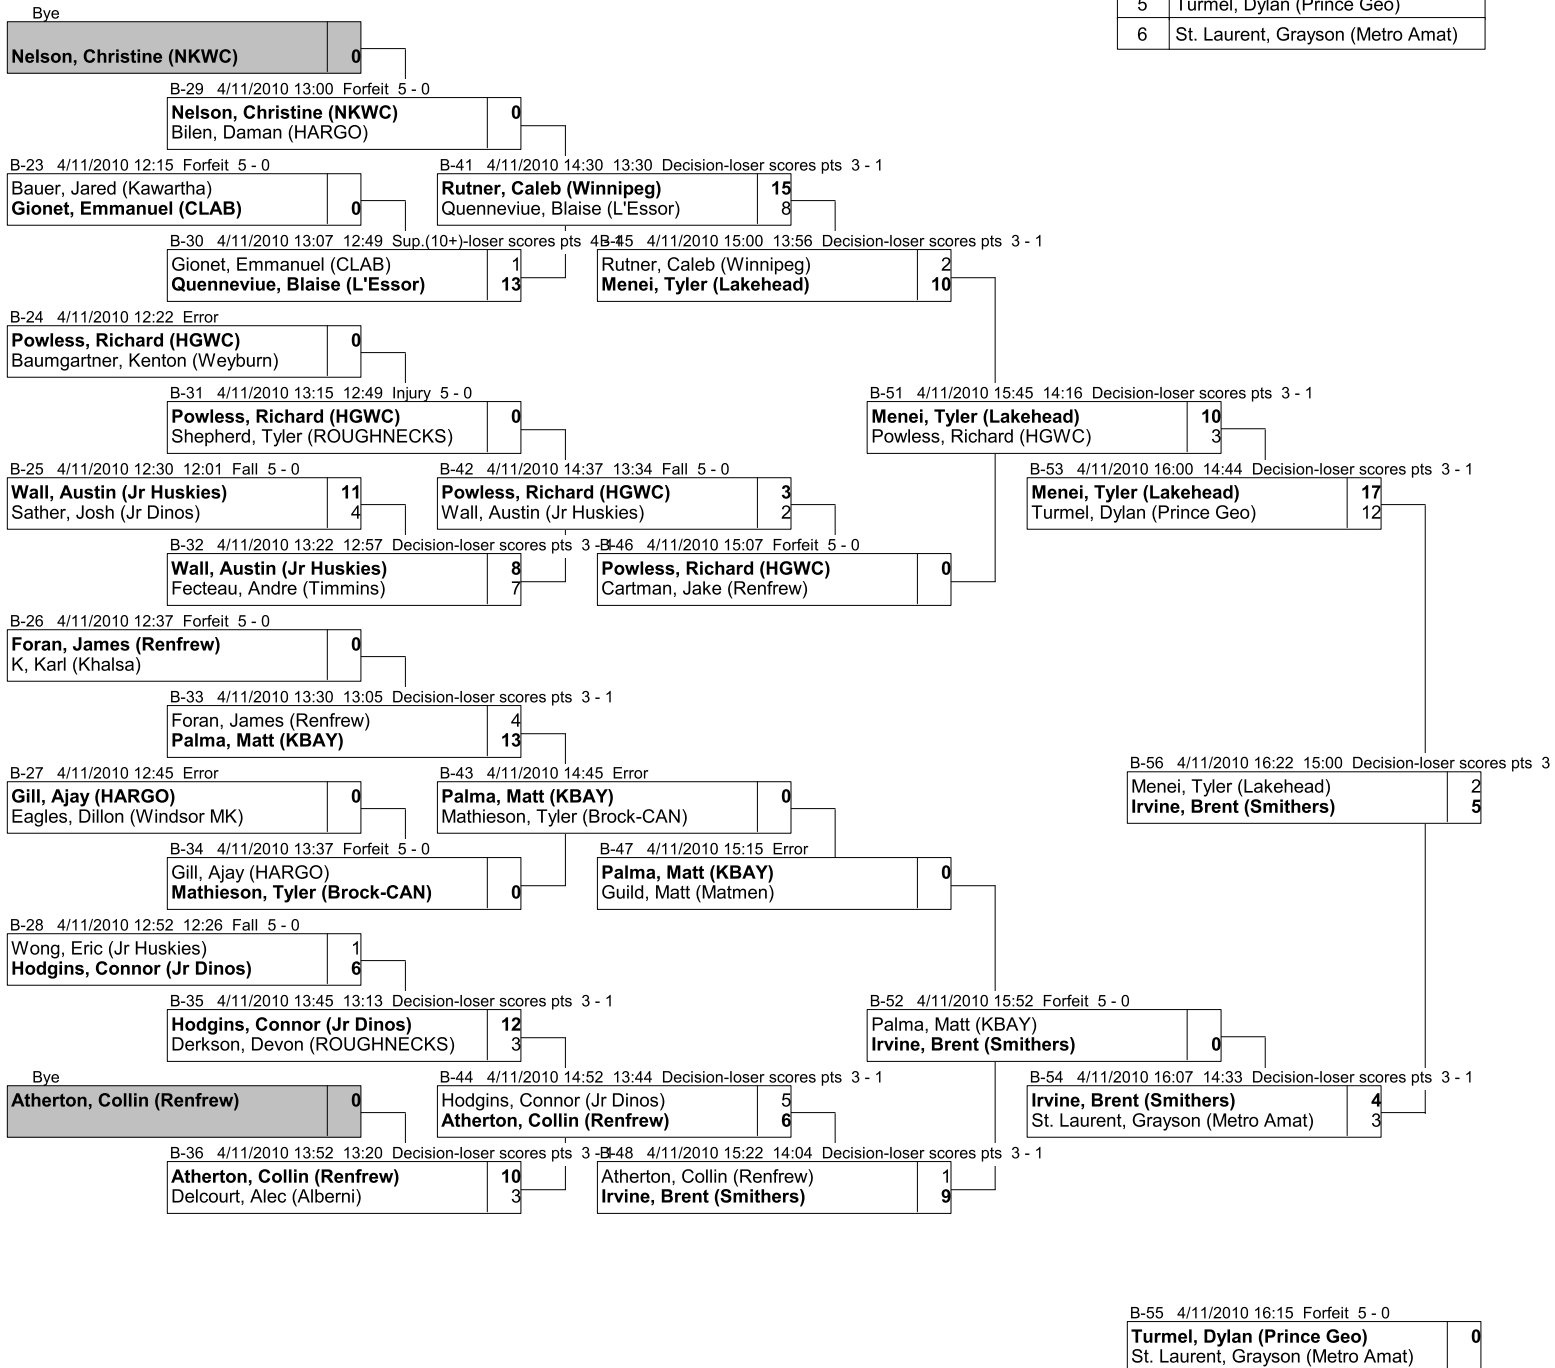 Bye
5 Turmel, Dylan (Prince Geo)
6 St. Laurent, Grayson (Metro Amat)
Nelson, Christine (NKWC) 0
B-29 4/11/2010 13:00 Forfeit 5 - 0
Nelson, Christine (NKWC) 0
Bilen, Daman (HARGO)
B-23 4/11/2010 12:15 Forfeit 5 - 0
Bauer, Jared (Kawartha)
Gionet, Emmanuel (CLAB) 0
B-41 4/11/2010 14:30 13:30 Decision-loser scores pts 3 - 1
Rutner, Caleb (Winnipeg) 15
Quenneviue, Blaise (L'Essor) 8
B-30 4/11/2010 13:07 12:49 Sup.(10+)-loser scores pts 4 - 1
Gionet, Emmanuel (CLAB) 1
Quenneviue, Blaise (L'Essor) 13
B-45 4/11/2010 15:00 13:56 Decision-loser scores pts 3 - 1
Rutner, Caleb (Winnipeg) 2
Menei, Tyler (Lakehead) 10
B-24 4/11/2010 12:22 Error
Powless, Richard (HGWC) 0
Baumgartner, Kenton (Weyburn)
B-31 4/11/2010 13:15 12:49 Injury 5 - 0
Powless, Richard (HGWC) 0
Shepherd, Tyler (ROUGHNECKS)
B-51 4/11/2010 15:45 14:16 Decision-loser scores pts 3 - 1
Menei, Tyler (Lakehead) 10
Powless, Richard (HGWC) 3
B-25 4/11/2010 12:30 12:01 Fall 5 - 0
Wall, Austin (Jr Huskies) 11
Sather, Josh (Jr Dinos) 4
B-42 4/11/2010 14:37 13:34 Fall 5 - 0
Powless, Richard (HGWC) 3
Wall, Austin (Jr Huskies) 2
B-53 4/11/2010 16:00 14:44 Decision-loser scores pts 3 - 1
Menei, Tyler (Lakehead) 17
Turmel, Dylan (Prince Geo) 12
B-32 4/11/2010 13:22 12:57 Decision-loser scores pts 3 - 1
Wall, Austin (Jr Huskies) 8
Fecteau, Andre (Timmins) 7
B-46 4/11/2010 15:07 Forfeit 5 - 0
Powless, Richard (HGWC) 0
Cartman, Jake (Renfrew)
B-26 4/11/2010 12:37 Forfeit 5 - 0
Foran, James (Renfrew) 0
K, Karl (Khalsa)
B-33 4/11/2010 13:30 13:05 Decision-loser scores pts 3 - 1
Foran, James (Renfrew) 4
Palma, Matt (KBAY) 13
B-56 4/11/2010 16:22 15:00 Decision-loser scores pts 3
Menei, Tyler (Lakehead) 2
Irvine, Brent (Smithers) 5
B-27 4/11/2010 12:45 Error
Gill, Ajay (HARGO) 0
Eagles, Dillon (Windsor MK)
B-43 4/11/2010 14:45 Error
Palma, Matt (KBAY) 0
Mathieson, Tyler (Brock-CAN)
B-34 4/11/2010 13:37 Forfeit 5 - 0
Gill, Ajay (HARGO)
Mathieson, Tyler (Brock-CAN) 0
B-47 4/11/2010 15:15 Error
Palma, Matt (KBAY) 0
Guild, Matt (Matmen)
B-28 4/11/2010 12:52 12:26 Fall 5 - 0
Wong, Eric (Jr Huskies) 1
Hodgins, Connor (Jr Dinos) 6
B-35 4/11/2010 13:45 13:13 Decision-loser scores pts 3 - 1
Hodgins, Connor (Jr Dinos) 12
Derkson, Devon (ROUGHNECKS) 3
B-52 4/11/2010 15:52 Forfeit 5 - 0
Palma, Matt (KBAY)
Irvine, Brent (Smithers) 0
Bye
Atherton, Collin (Renfrew) 0
B-44 4/11/2010 14:52 13:44 Decision-loser scores pts 3 - 1
Hodgins, Connor (Jr Dinos) 5
Atherton, Collin (Renfrew) 6
B-54 4/11/2010 16:07 14:33 Decision-loser scores pts 3 - 1
Irvine, Brent (Smithers) 4
St. Laurent, Grayson (Metro Amat) 3
B-36 4/11/2010 13:52 13:20 Decision-loser scores pts 3 - 1
Atherton, Collin (Renfrew) 10
Delcourt, Alec (Alberni) 3
B-48 4/11/2010 15:22 14:04 Decision-loser scores pts 3 - 1
Atherton, Collin (Renfrew) 1
Irvine, Brent (Smithers) 9
B-55 4/11/2010 16:15 Forfeit 5 - 0
Turmel, Dylan (Prince Geo) 0
St. Laurent, Grayson (Metro Amat)